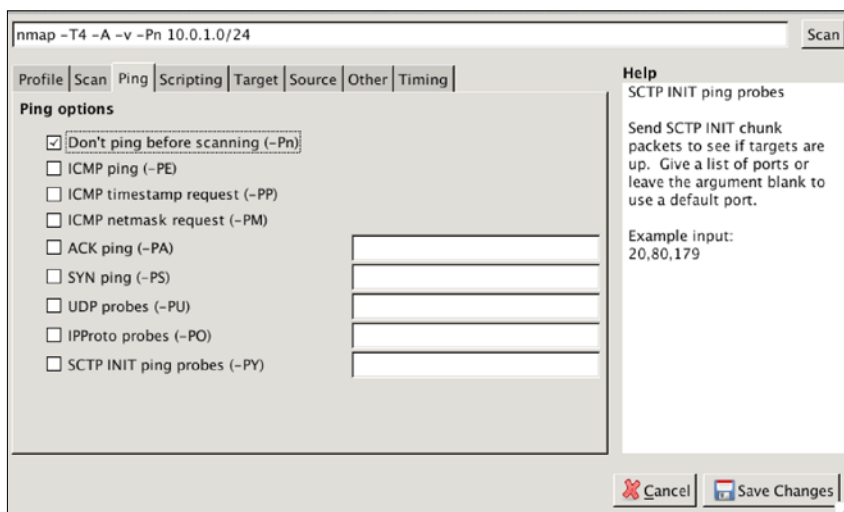 nmap -T4 -A -v -Pn 10.0.1.0/24
Scan
Profile Scan Ping Scripting Target Source Other Timing
Ping options
Don't ping before scanning (-Pn)
ICMP ping (-PE)
ICMP timestamp request (-PP)
ICMP netmask request (-PM)
ACK ping (-PA)
SYN ping (-PS)
UDP probes (-PU)
IPProto probes (-PO)
SCTP INIT ping probes (-PY)
Help
SCTP INIT ping probes
Send SCTP INIT chunk
packets to see if targets are
up. Give a list of ports or
leave the argument blank to
use a default port.
Example input:
20,80,179
Cancel
Save Changes